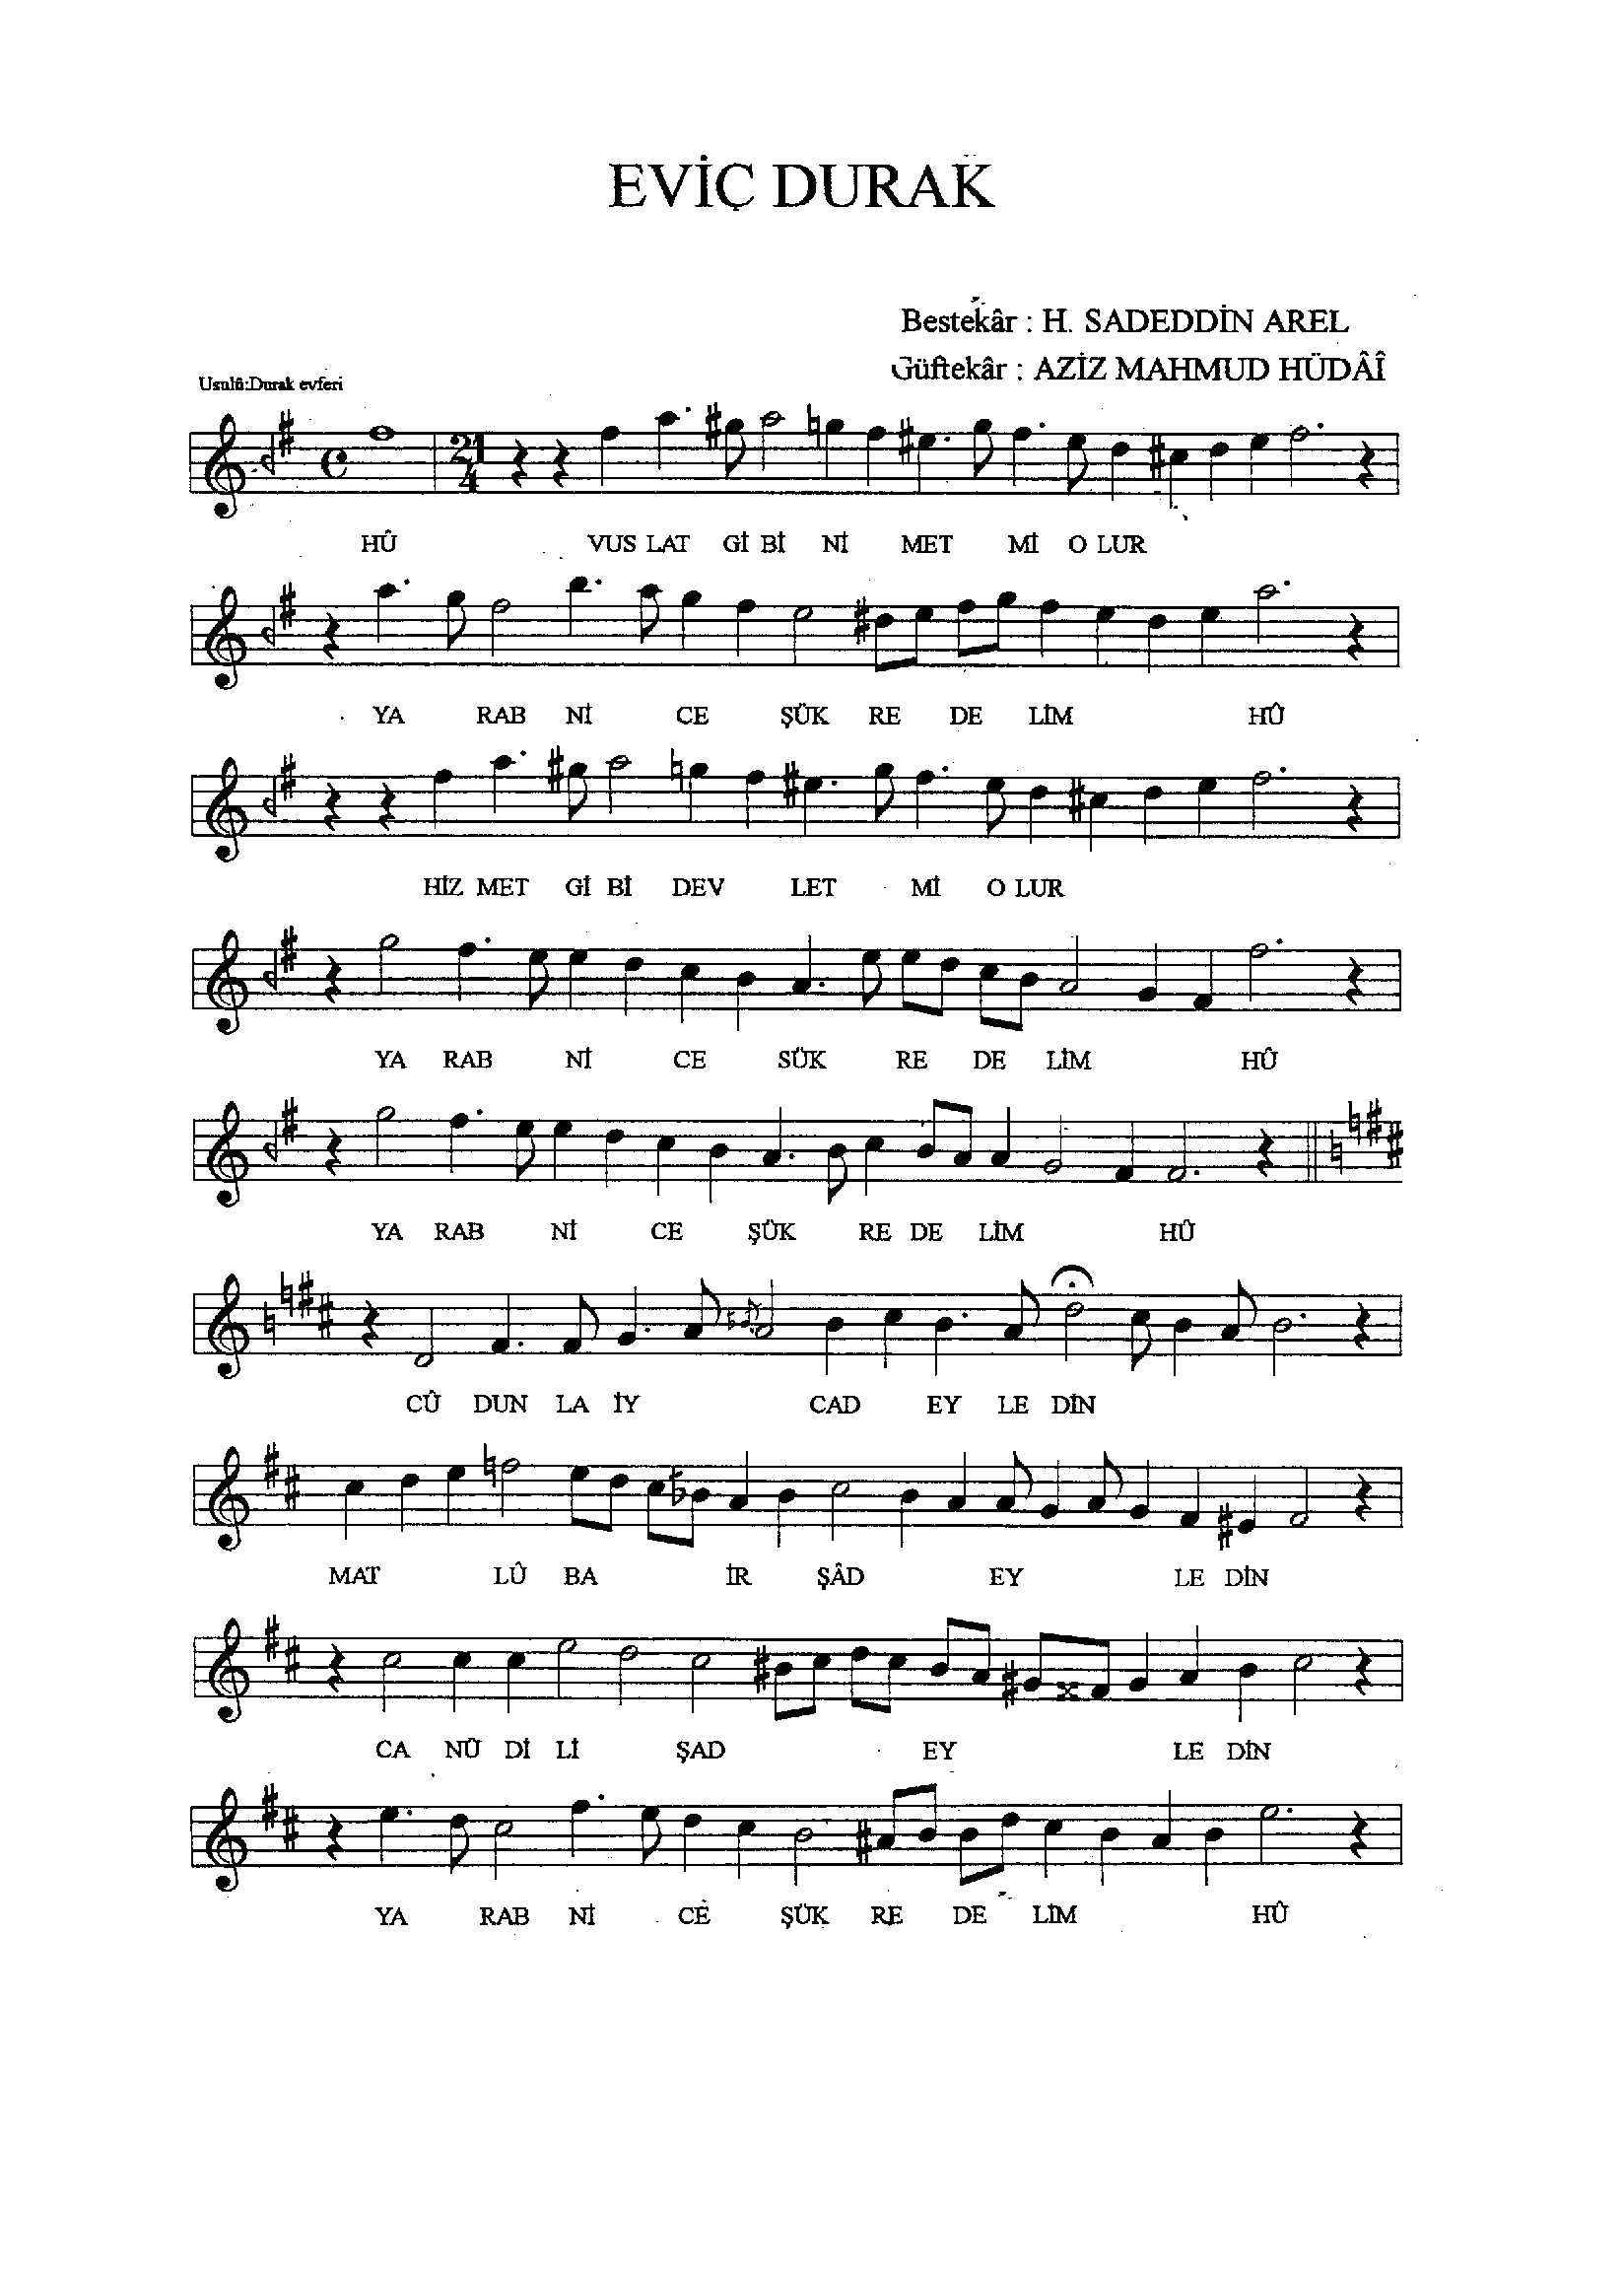 EVİÇ DURAK
Bestekâr : H. SADEDDİN AREL
Güftekâr : AZİZ MAHMUD HÜDÂÎ
Usulü:Durak evferi
21
4
HÛ VUS LAT Gİ Bİ Nİ MET Mİ O LUR
YA RAB Nİ CE ŞÜK RE DE LİM HÛ
HİZ MET Gİ Bİ DEV LET Mİ O LUR
YA RAB Nİ CE SÜK RE DE LİM HÛ
YA RAB Nİ CE ŞÜK RE DE LİM HÛ
CÛ DUN LA İY CAD EY LE DİN
MAT LÛ BA İR ŞÂD EY LE DİN
CA NÜ Dİ Lİ ŞAD EY LE DİN
YA RAB Nİ CE ŞÜK RE DE LİM HÛ